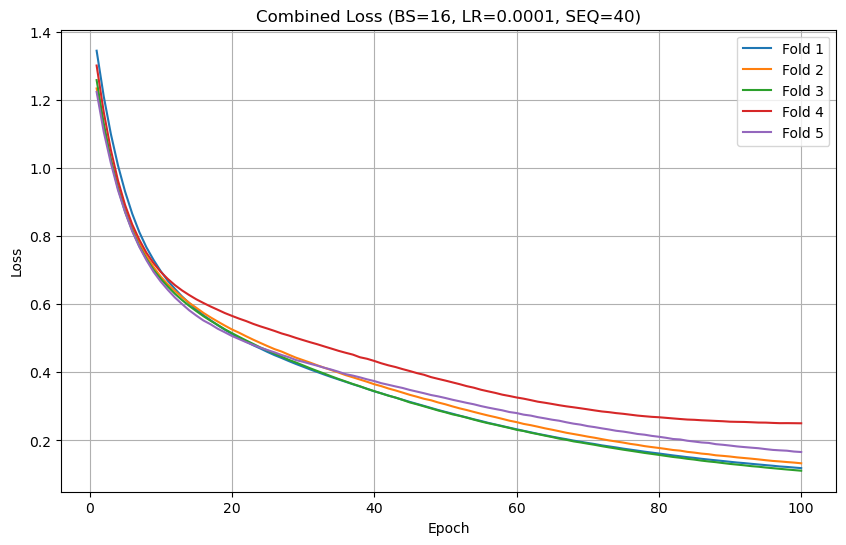 Combined Loss (BS=16, LR=0.0001, SEQ=40)
Fold 1
Fold 2
Fold 3
Fold 4
Fold 5
1.4
1.2
1.0
0.8
0.6
0.4
0.2
Loss
0 20 40 60 80 100
Epoch